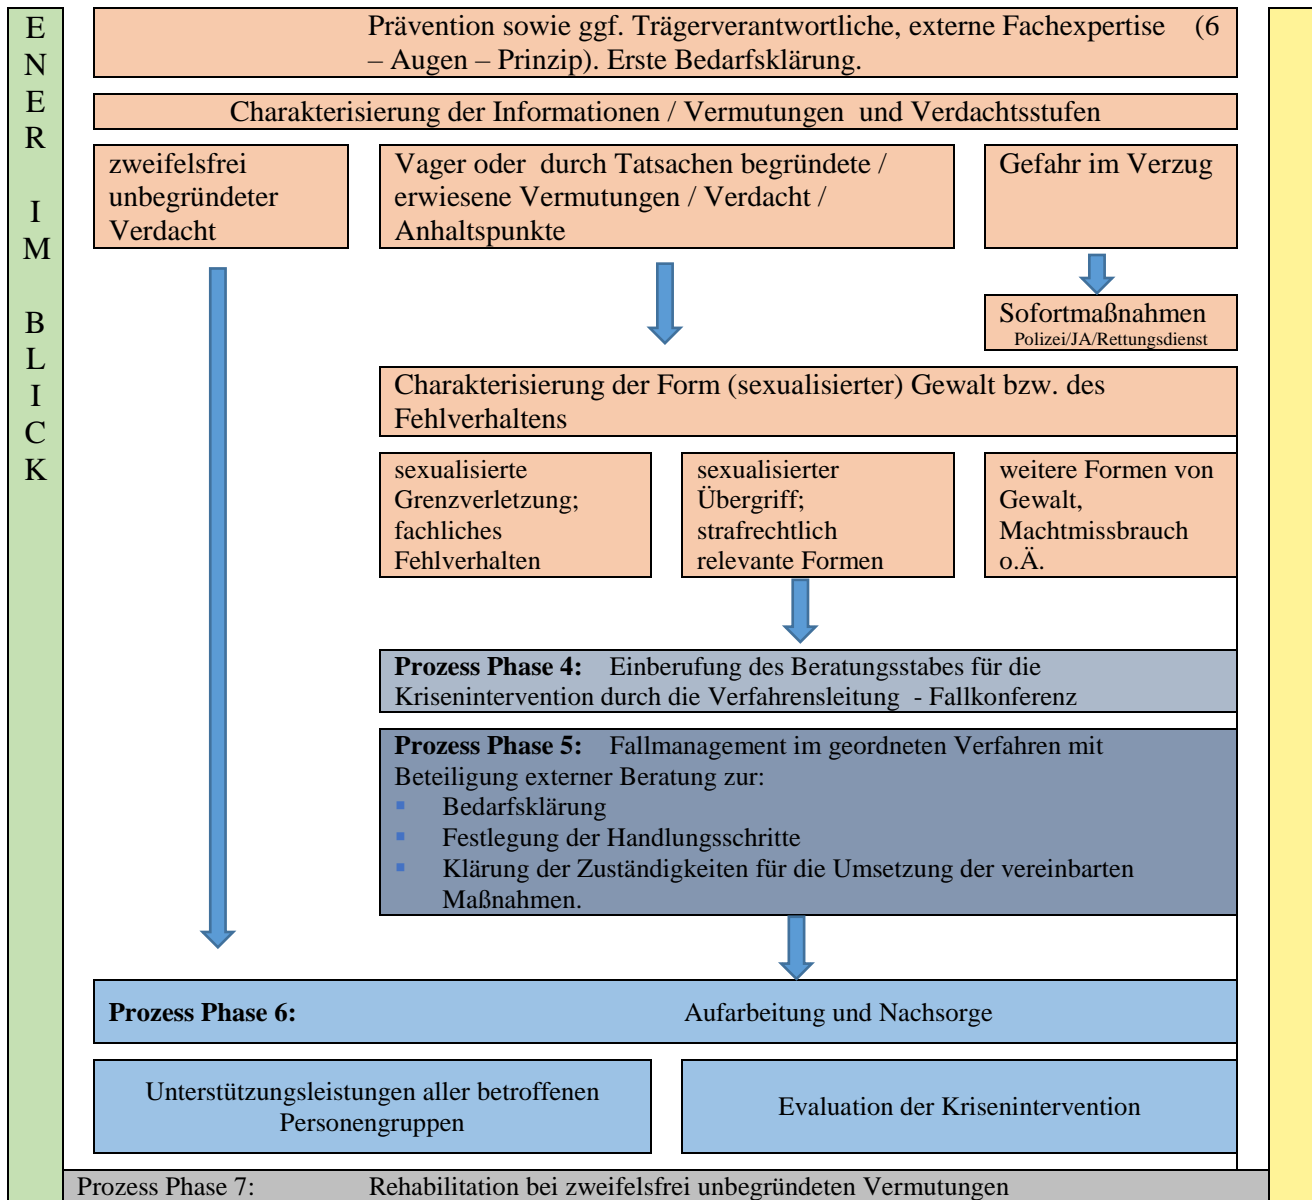 E
N
E
R
I
M
B
L
I
C
K
Prävention sowie ggf. Trägerverantwortliche, externe Fachexpertise (6
– Augen – Prinzip). Erste Bedarfsklärung.
Charakterisierung der Informationen / Vermutungen und Verdachtsstufen
zweifelsfrei
unbegründeter
Verdacht
Vager oder durch Tatsachen begründete /
erwiesene Vermutungen / Verdacht /
Anhaltspunkte
Gefahr im Verzug
Sofortmaßnahmen
Polizei/JA/Rettungsdienst
Charakterisierung der Form (sexualisierter) Gewalt bzw. des
Fehlverhaltens
sexualisierte
Grenzverletzung;
fachliches
Fehlverhalten
sexualisierter
Übergriff;
strafrechtlich
relevante Formen
weitere Formen von
Gewalt,
Machtmissbrauch
o.Ä.
Prozess Phase 4: Einberufung des Beratungsstabes für die
Krisenintervention durch die Verfahrensleitung - Fallkonferenz
Prozess Phase 5: Fallmanagement im geordneten Verfahren mit
Beteiligung externer Beratung zur:
▪ Bedarfsklärung
▪ Festlegung der Handlungsschritte
▪ Klärung der Zuständigkeiten für die Umsetzung der vereinbarten
Maßnahmen.
Prozess Phase 6: Aufarbeitung und Nachsorge
Unterstützungsleistungen aller betroffenen
Personengruppen
Evaluation der Krisenintervention
Prozess Phase 7: Rehabilitation bei zweifelsfrei unbegründeten Vermutungen